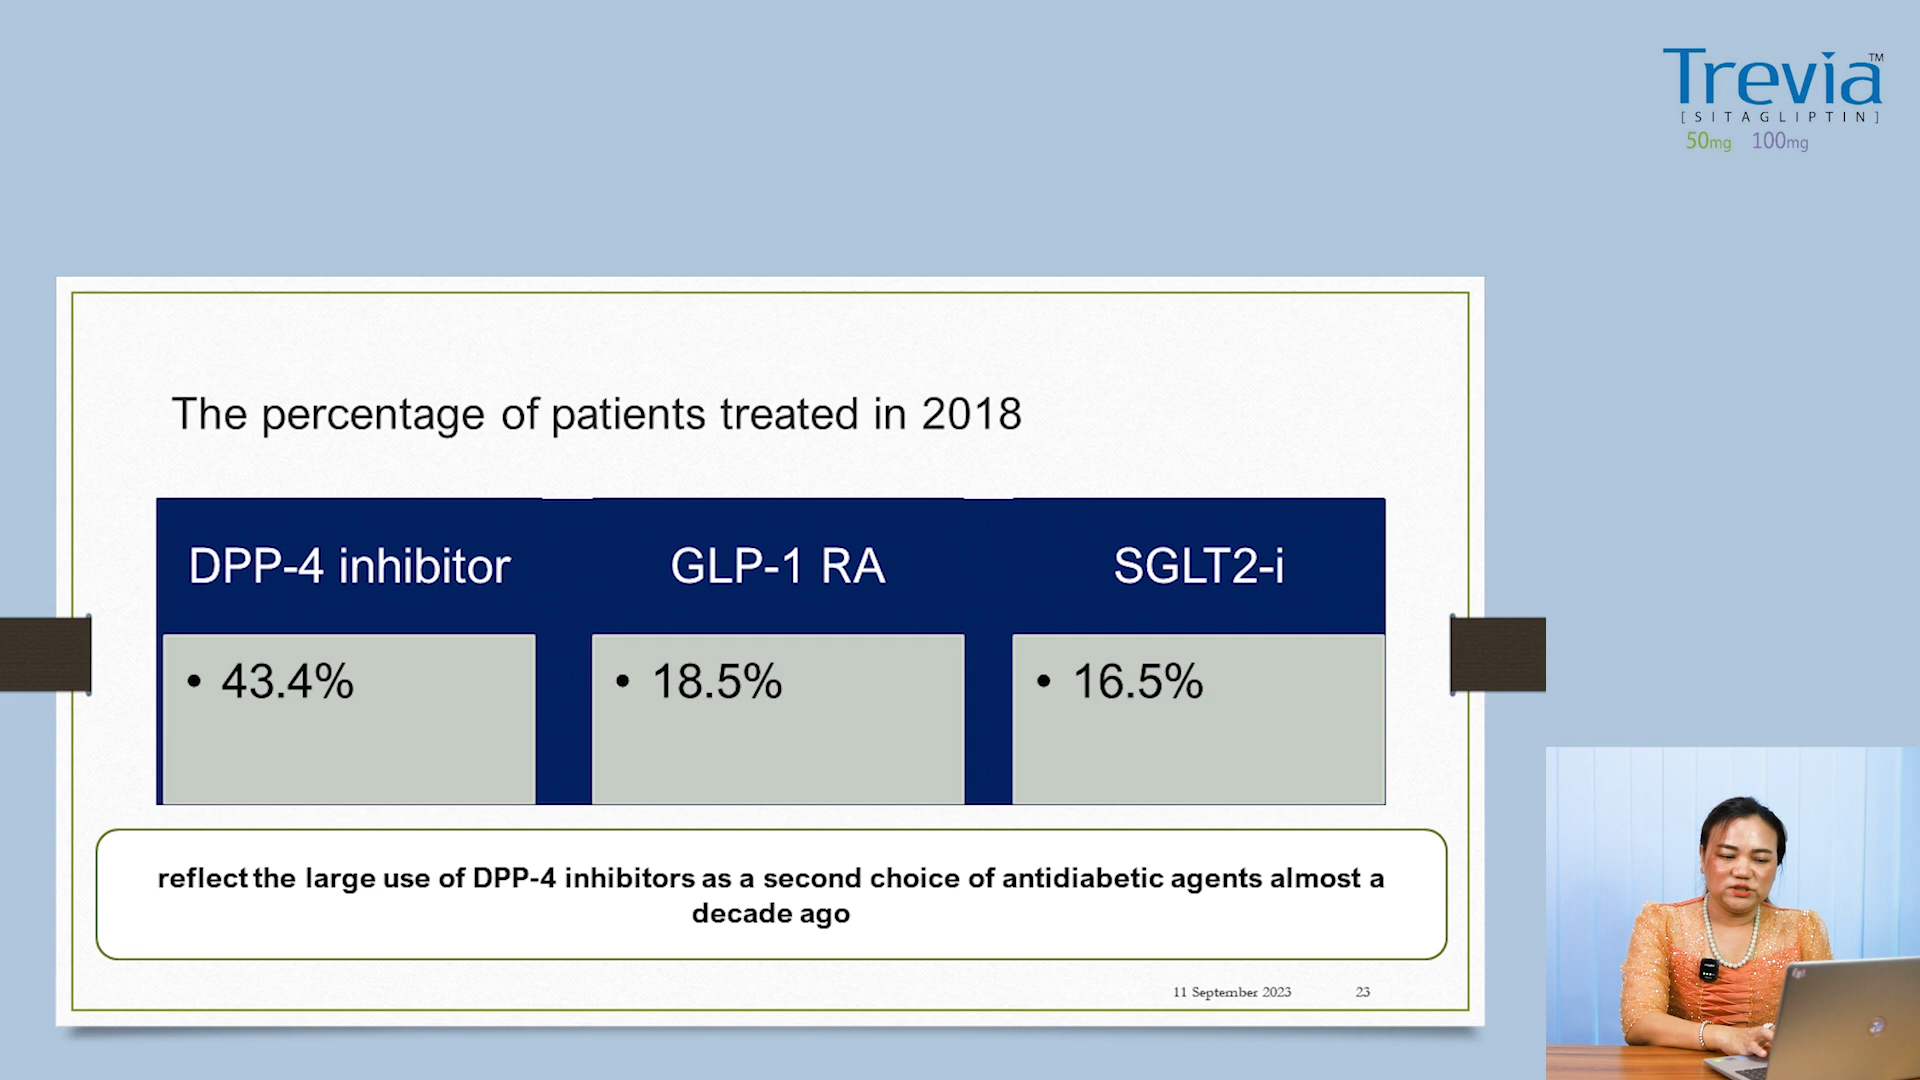 Trevia™
[SITAGLIPTIN]
50mg 100mg
The percentage of patients treated in 2018
DPP-4 inhibitor
GLP-1 RA
SGLT2-i
• 43.4%
• 18.5%
• 16.5%
reflect the large use of DPP-4 inhibitors as a second choice of antidiabetic agents almost a
decade ago
11 September 2023
23